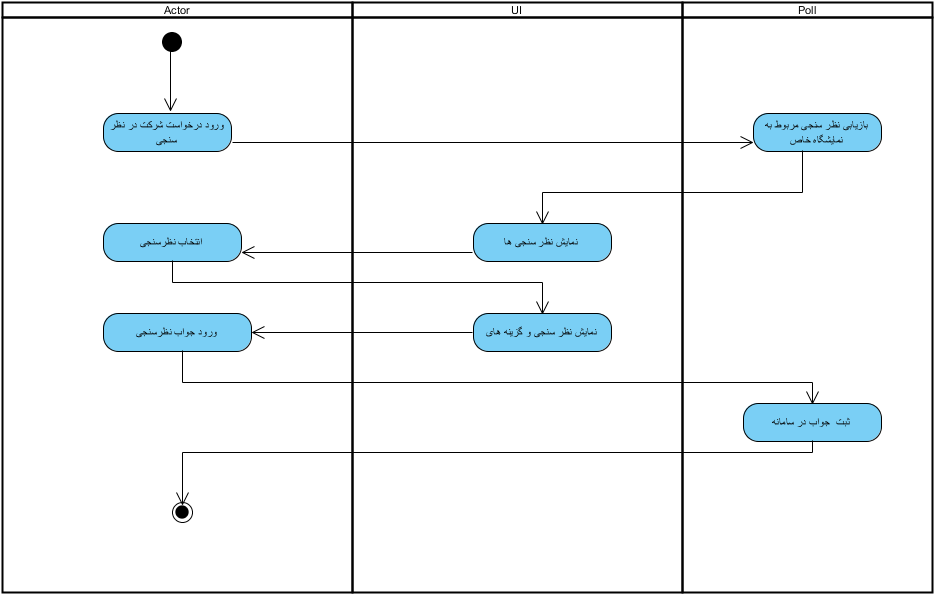 Actor
UI
Poll
ورود درخواست شرکت در نظر
سنجی
بازیابی نظر سنجی مربوط به
نمایشگاه خاص
نمایش نظر سنجی ها
انتخاب نظرسنجی
نمایش نظر سنجی و گزینه های
ورود جواب نظرسنجی
ثبت جواب در سامانه